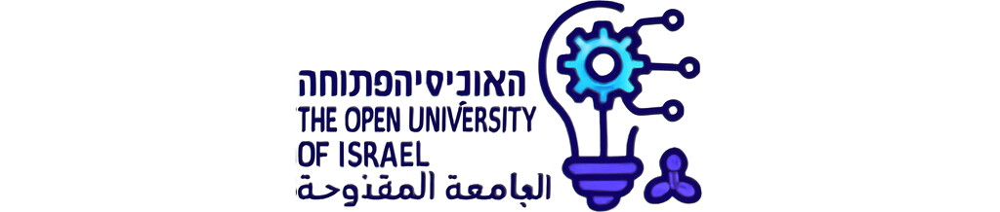 האוניסיהפתוחה
THE OPEN UNIVERSITY
OF ISRAEL
الجامعة المقنوحة